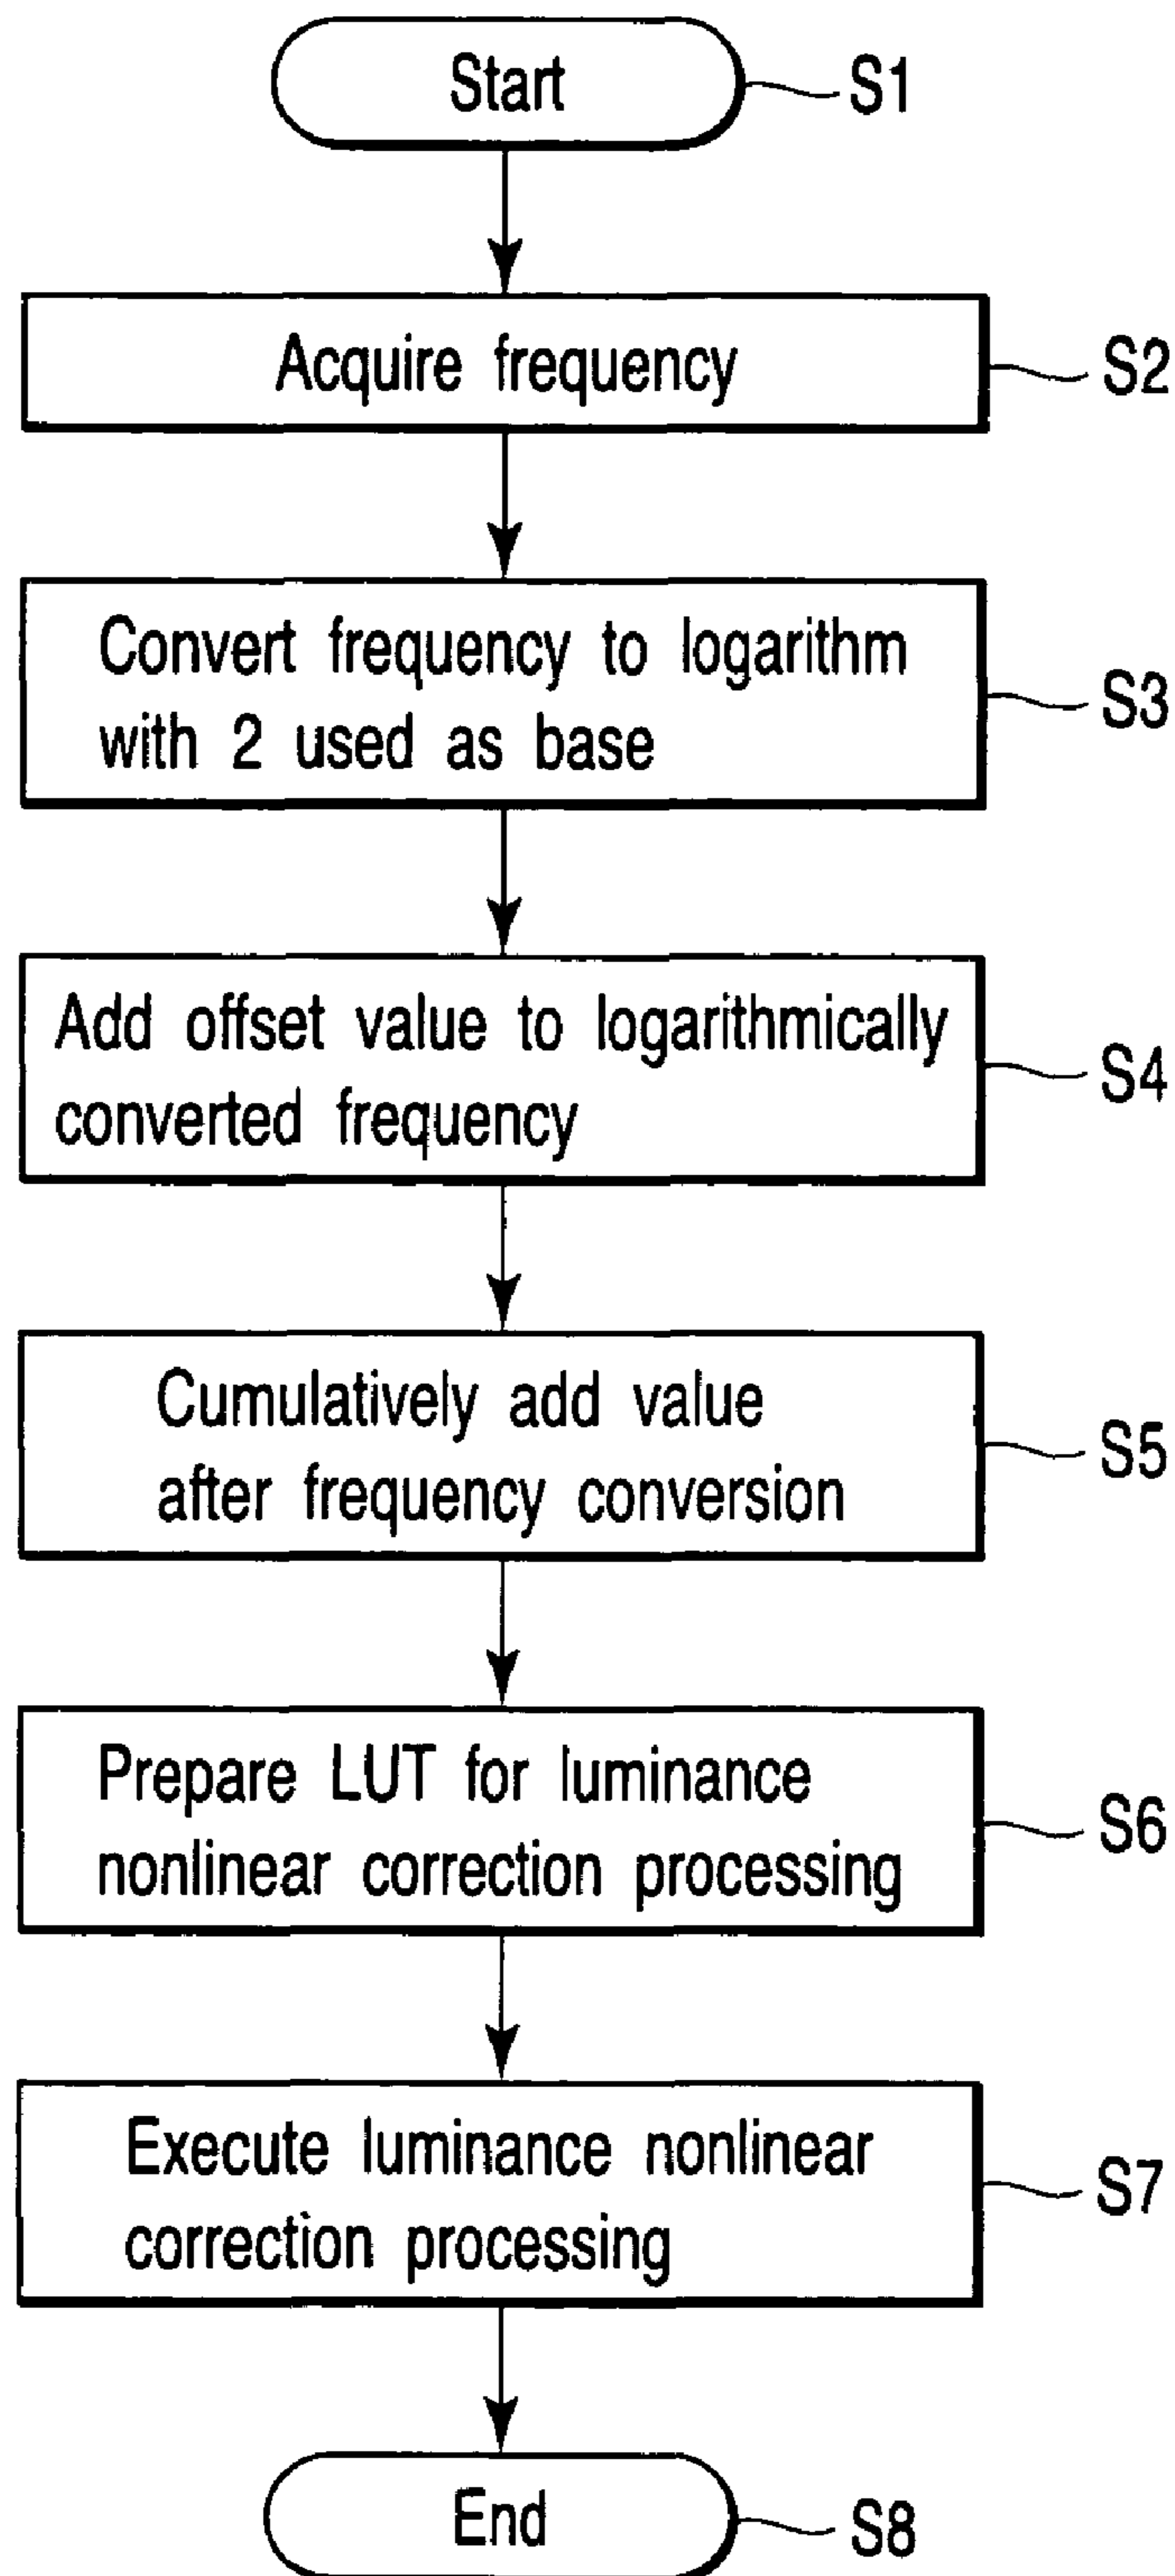 Start
S1
Acquire frequency
S2
Convert frequency to logarithm
with 2 used as base
S3
Add offset value to logarithmically
converted frequency
S4
Cumulatively add value
after frequency conversion
S5
Prepare LUT for luminance
nonlinear correction processing
S6
Execute luminance nonlinear
correction processing
S7
End
S8